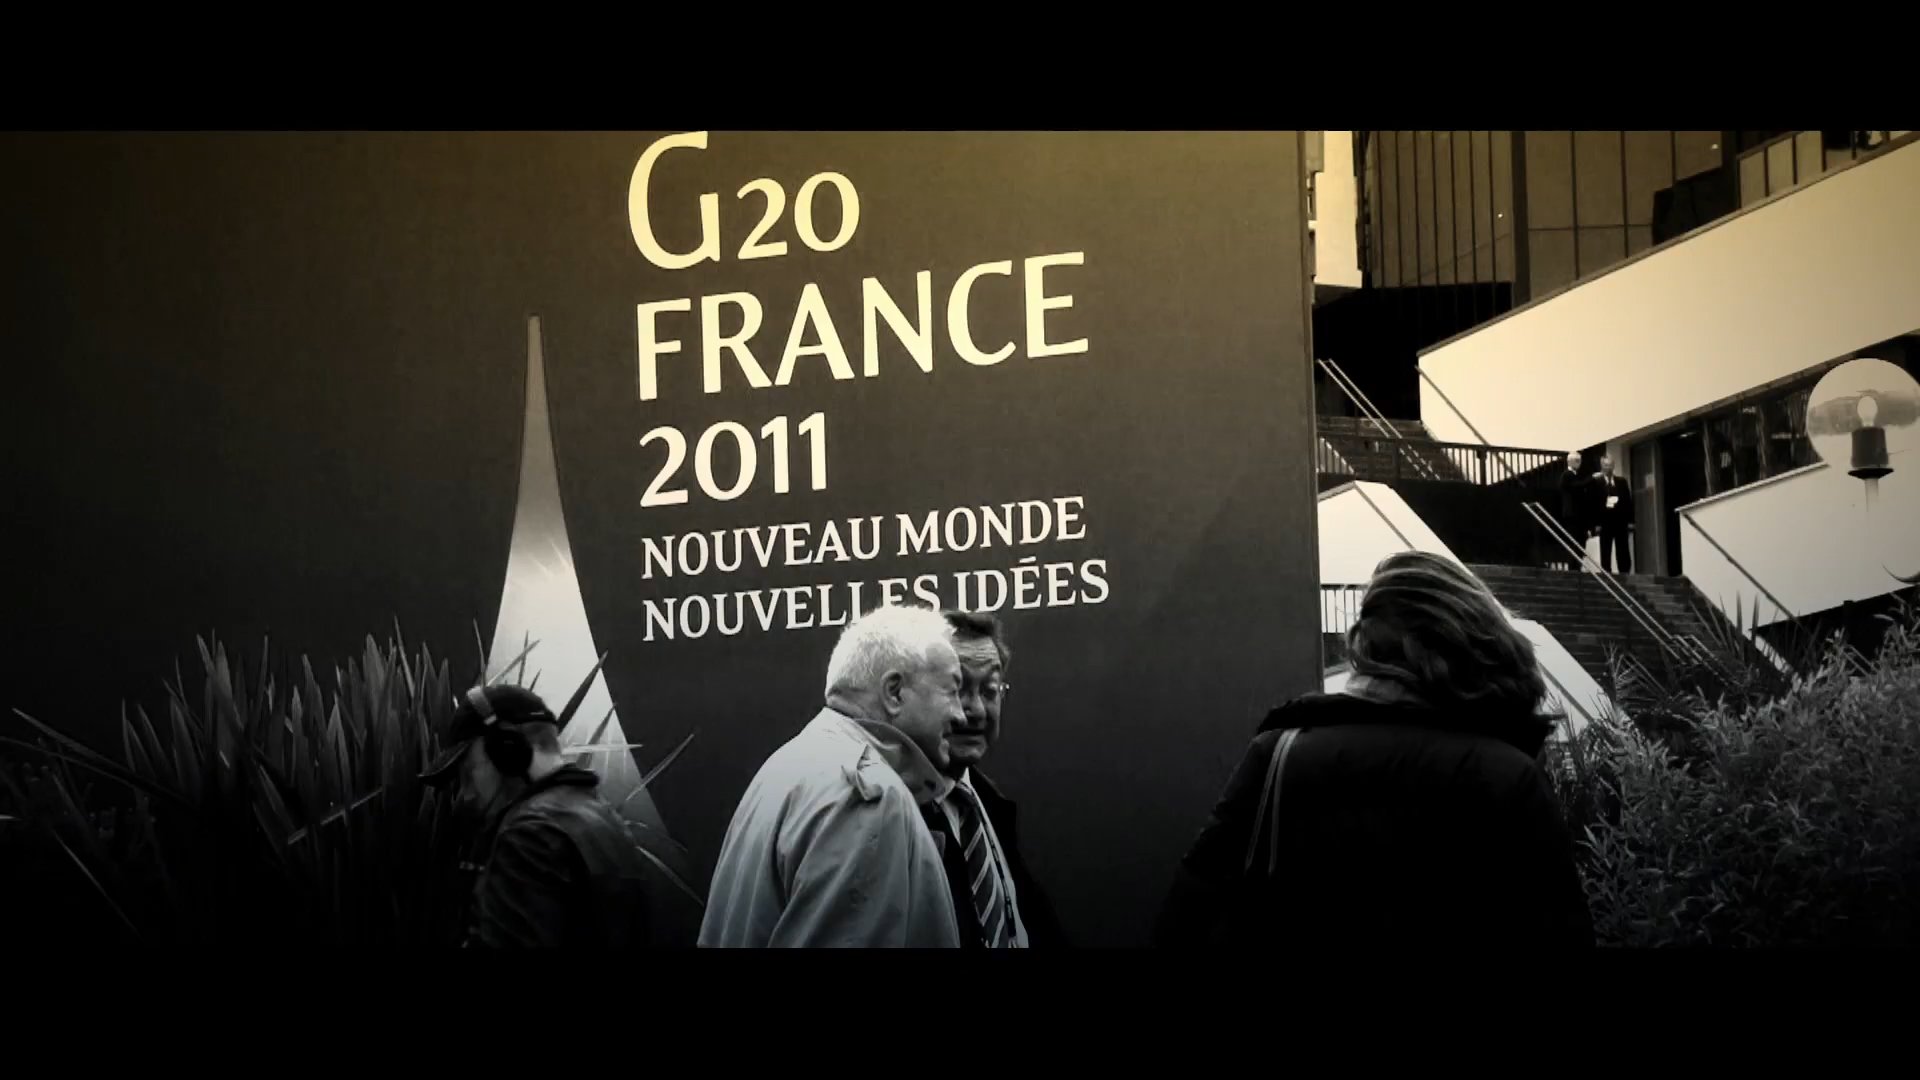 G20
FRANCE
2011
NOUVEAU MONDE
NOUVELLES IDÉES